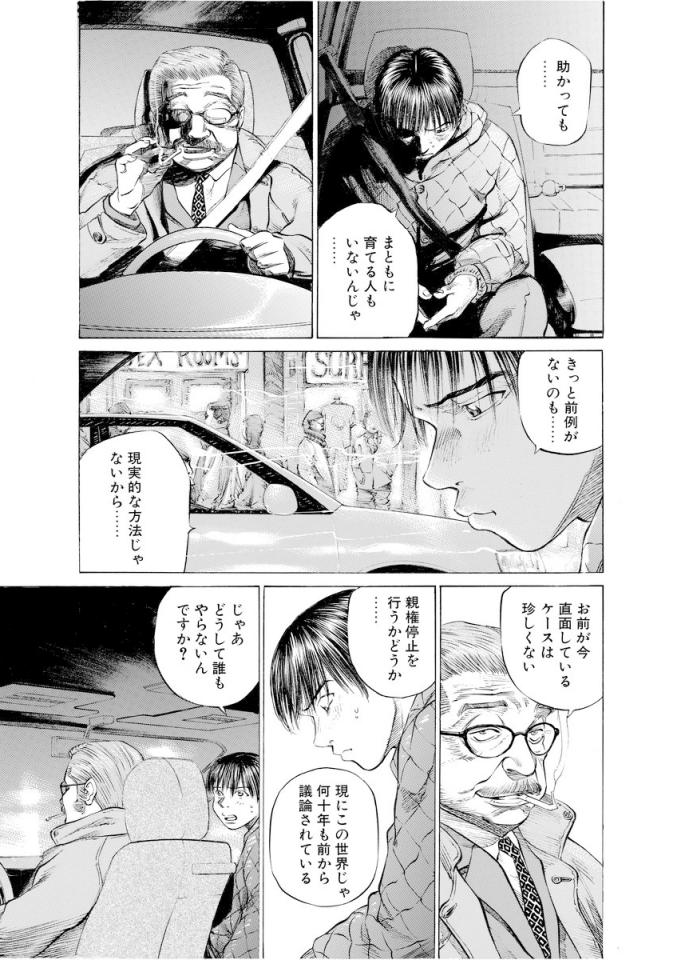 助かっても
……
まともに
育てる人も
いないんじゃ
……
きっと前例が
ないのも……
EX ROOMS
SUR
現実的な方法じゃ
ないから……
お前が今
直面している
ケースは
珍しくない
親権停止を
行うかどうか
……
現にこの世界じゃ
何十年も前から
議論されている
じゃあ
どうして誰も
やらないん
ですか?